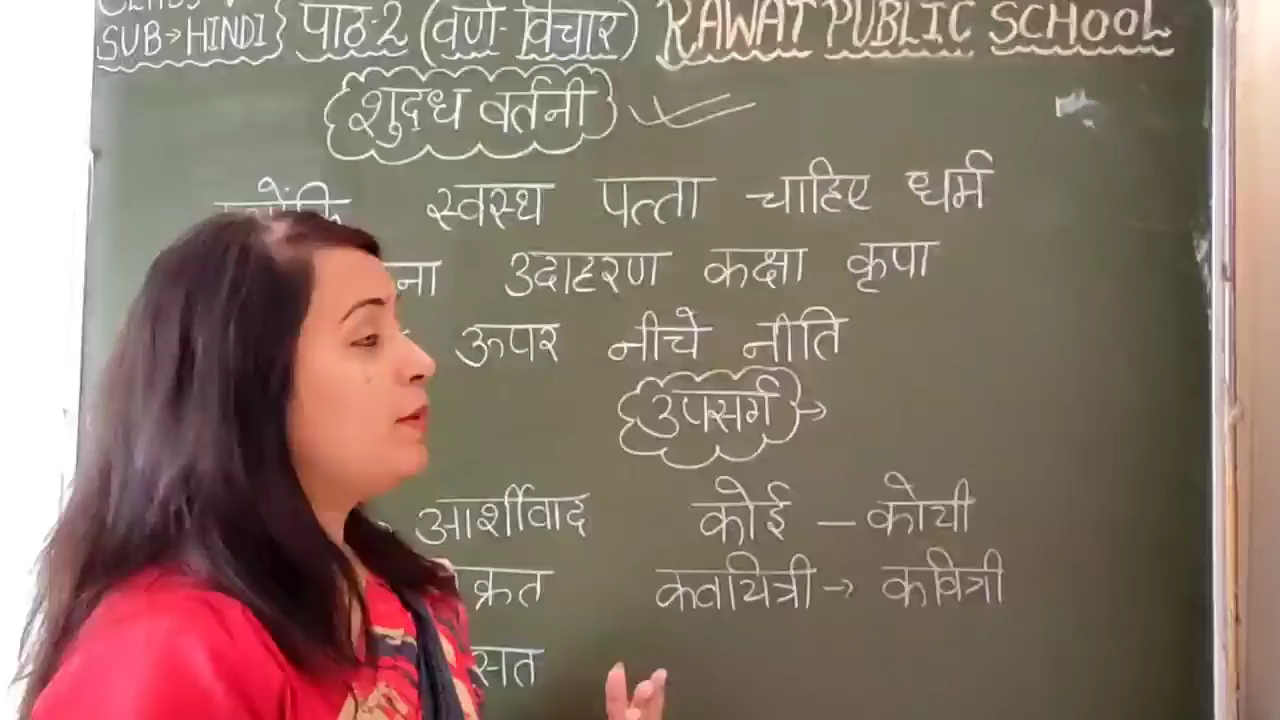 SUB→HINDI} पाठ-2 (वर्ण-विचार) RAWAT PUBLIC SCHOOL
शुद्ध वर्तनी
स्वस्थ पत्ता चाहिए धर्म
उदाहरण कक्षा कृपा
ऊपर नीचे नीति
उपसर्ग→
आर्शीवाद कोई – कोयी
क्रत कवयित्री→ कवित्री
सत